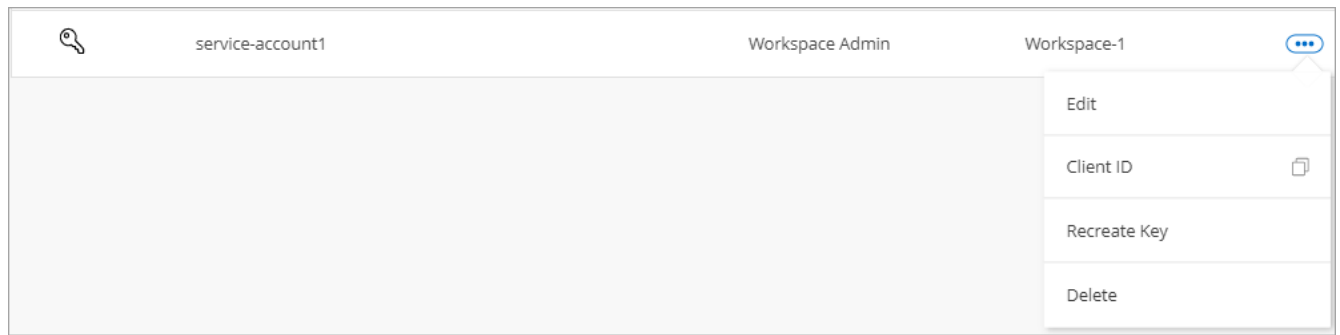 service-account1 Workspace Admin Workspace-1
Edit
Client ID
Recreate Key
Delete